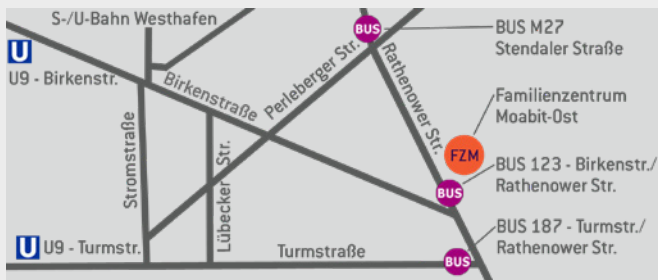 S-/U-Bahn Westhafen
U
U9 - Birkenstr.
Birkenstraße
Stromstraße
Lübecker Str.
Perleberger Str.
Rathenower Str.
BUS
BUS M27
Stendaler Straße
Familienzentrum
Moabit-Ost
FZM
BUS
BUS 123 - Birkenstr./
Rathenower Str.
U
U9 - Turmstr.
Turmstraße
BUS
BUS 187 - Turmstr./
Rathenower Str.